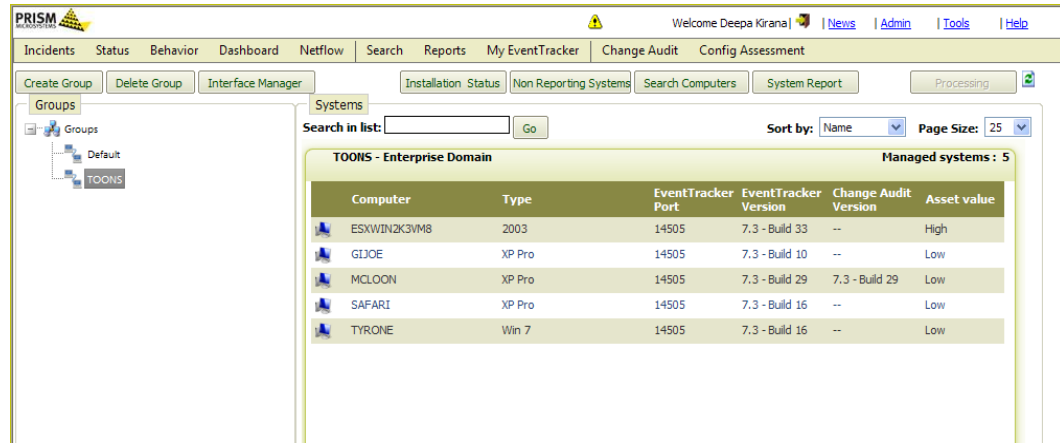 PRISM
MICROSYSTEMS
Welcome Deepa Kirana | | News | Admin | Tools | Help
Incidents Status Behavior Dashboard Netflow Search Reports My EventTracker Change Audit Config Assessment
Create Group Delete Group Interface Manager Installation Status Non Reporting Systems Search Computers System Report Processing
Groups
Groups
Default
TOONS
Systems
Search in list: Go Sort by: Name Page Size: 25
TOONS - Enterprise Domain Managed systems : 5
Computer Type EventTracker Port EventTracker Version Change Audit Version Asset value
ESXWIN2K3VM8 2003 14505 7.3 - Build 33 -- High
GIJOE XP Pro 14505 7.3 - Build 10 -- Low
MCLOON XP Pro 14505 7.3 - Build 29 7.3 - Build 29 Low
SAFARI XP Pro 14505 7.3 - Build 16 -- Low
TYRONE Win 7 14505 7.3 - Build 16 -- Low